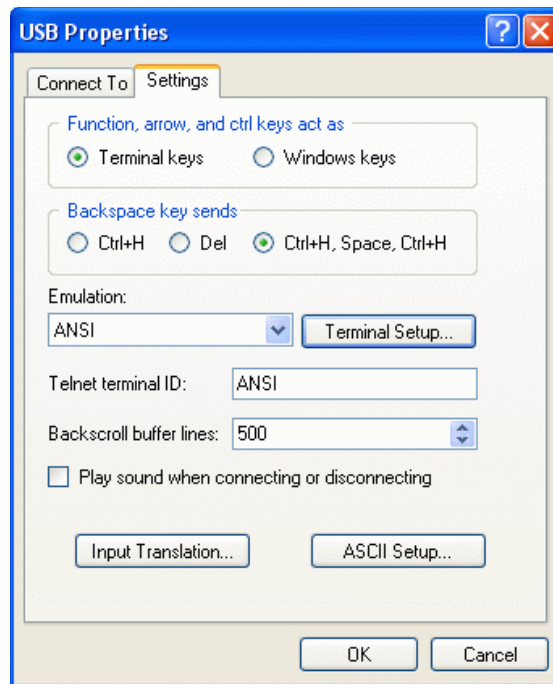 USB Properties
Connect To Settings
Function, arrow, and ctrl keys act as
Terminal keys Windows keys
Backspace key sends
Ctrl+H Del Ctrl+H, Space, Ctrl+H
Emulation:
ANSI Terminal Setup...
Telnet terminal ID: ANSI
Backscroll buffer lines: 500
Play sound when connecting or disconnecting
Input Translation... ASCII Setup...
OK Cancel